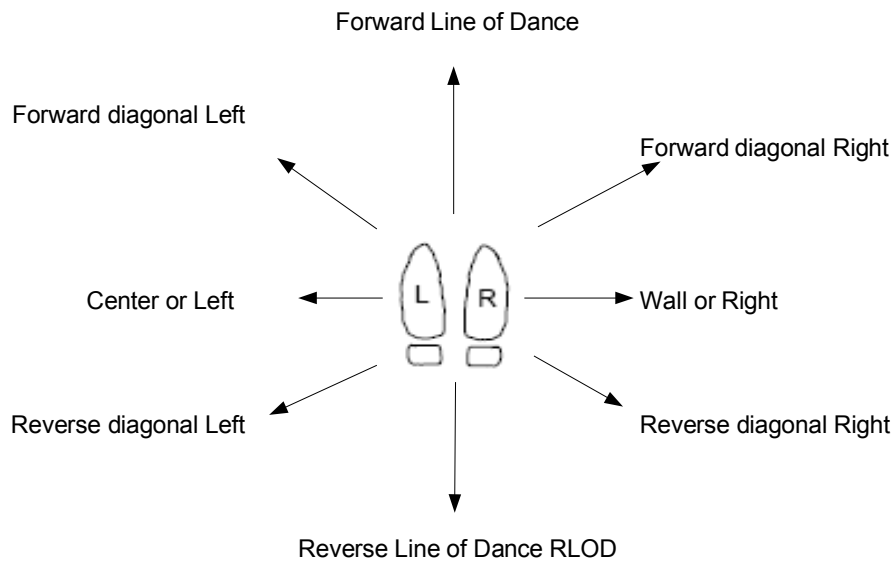 Forward Line of Dance
Forward diagonal Left
Forward diagonal Right
L R
Center or Left
Wall or Right
Reverse diagonal Left
Reverse diagonal Right
Reverse Line of Dance RLOD